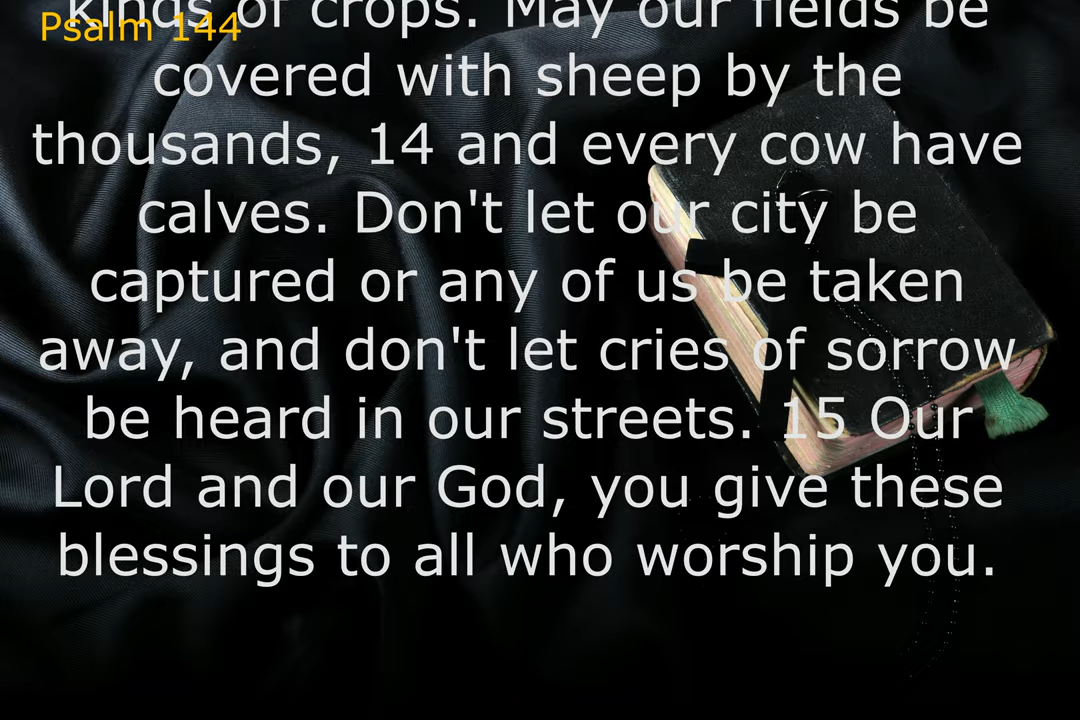 Psalm 144
kinds of crops. May our fields be
covered with sheep by the
thousands, 14 and every cow have
calves. Don't let our city be
captured or any of us be taken
away, and don't let cries of sorrow
be heard in our streets. 15 Our
Lord and our God, you give these
blessings to all who worship you.